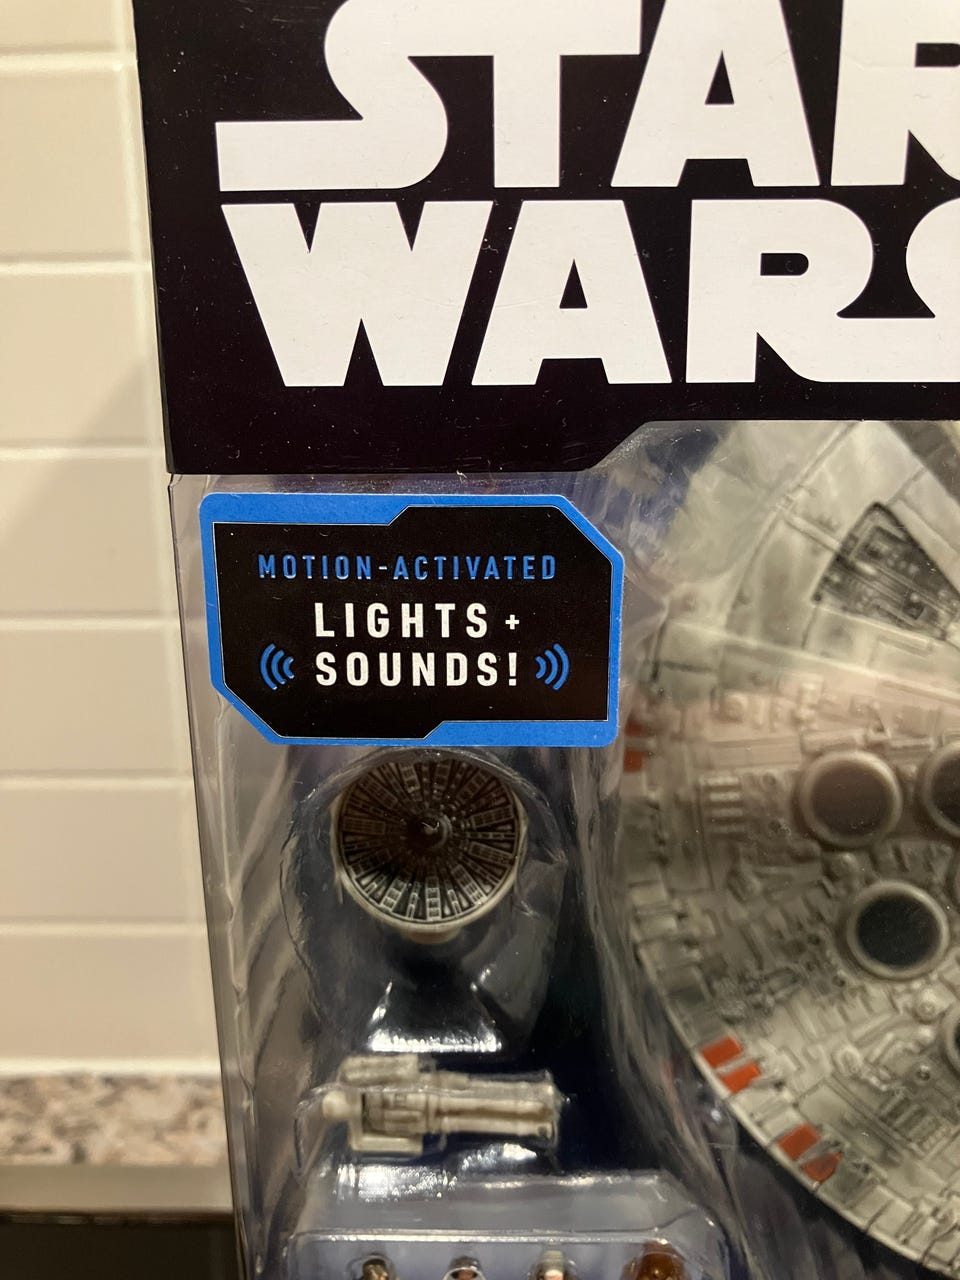 STAR
WARS
MOTION-ACTIVATED
LIGHTS +
SOUNDS!